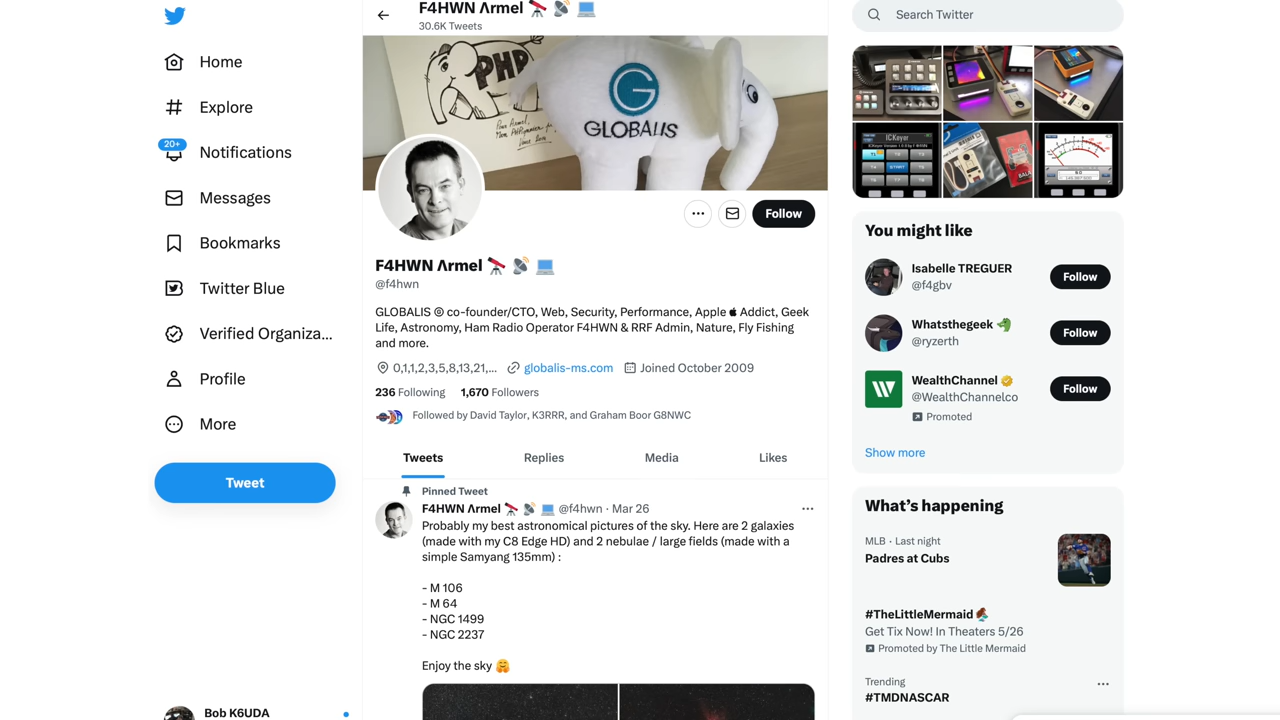 F4HWN Λrmel 🔭 📡 💻
30.6K Tweets
Home
Explore
20+
Notifications
Messages
Bookmarks
Twitter Blue
Verified Organiza...
Profile
More
Tweet
Bob K6UDA
PHP
GLOBALIS
Follow
F4HWN Λrmel 🔭 📡 💻
@f4hwn
GLOBALIS ⌾ co-founder/CTO, Web, Security, Performance, Apple  Addict, Geek
Life, Astronomy, Ham Radio Operator F4HWN & RRF Admin, Nature, Fly Fishing
and more.
0,1,1,2,3,5,8,13,21,... globalis-ms.com Joined October 2009
236 Following 1,670 Followers
Followed by David Taylor, K3RRR, and Graham Boor G8NWC
Tweets Replies Media Likes
Pinned Tweet
F4HWN Λrmel 🔭 📡 💻 @f4hwn · Mar 26
Probably my best astronomical pictures of the sky. Here are 2 galaxies
(made with my C8 Edge HD) and 2 nebulae / large fields (made with a
simple Samyang 135mm) :
- M 106
- M 64
- NGC 1499
- NGC 2237
Enjoy the sky 🤗
Search Twitter
ICKeyer
START
You might like
Isabelle TREGUER
@f4gbv
Follow
Whatsthegeek 🐲
@ryzerth
Follow
WealthChannel
@WealthChannelco
Promoted
Follow
Show more
What's happening
MLB · Last night
Padres at Cubs
#TheLittleMermaid
Get Tix Now! In Theaters 5/26
Promoted by The Little Mermaid
Trending
#TMDNASCAR